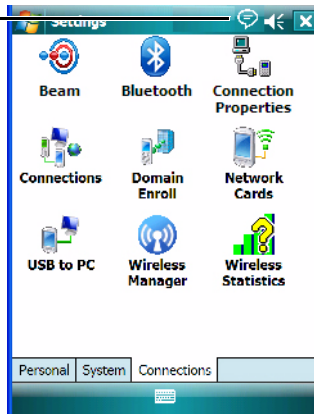 Settings
Beam
Bluetooth
Connection
Properties
Connections
Domain
Enroll
Network
Cards
USB to PC
Wireless
Manager
Wireless
Statistics
Personal System Connections